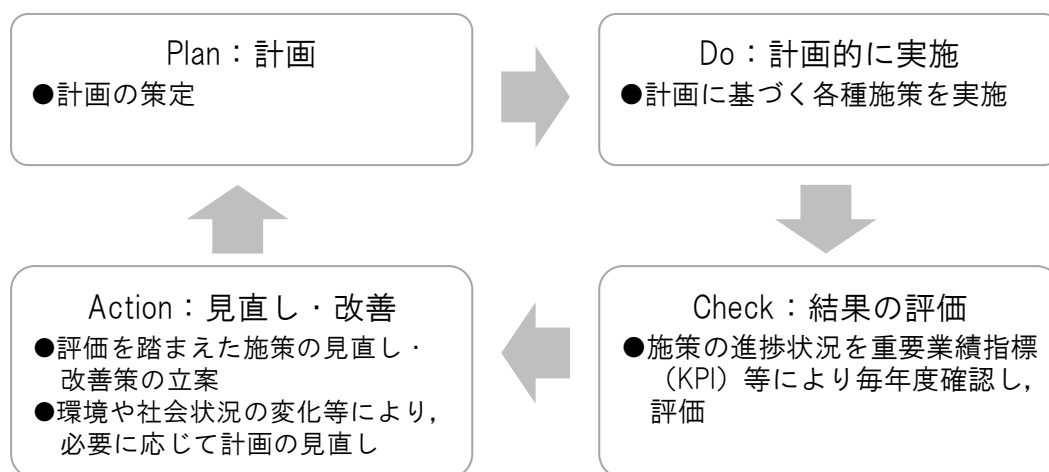 Plan：計画
●計画の策定
Do：計画的に実施
●計画に基づく各種施策を実施
Check：結果の評価
●施策の進捗状況を重要業績指標
（KPI）等により毎年度確認し，
評価
Action：見直し・改善
●評価を踏まえた施策の見直し・
改善策の立案
●環境や社会状況の変化等により，
必要に応じて計画の見直し